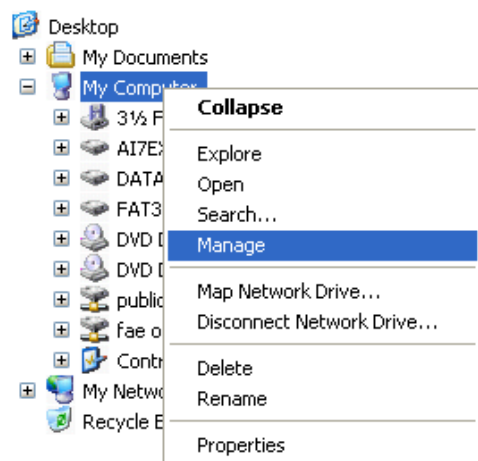 Desktop
My Documents
My Computer
Collapse
3½ F
AI7EX
Explore
DATA
Open
FAT3
Search...
DVD D
Manage
DVD D
public
Map Network Drive...
fae o
Disconnect Network Drive...
Contr
Delete
My Netwo
Rename
Recycle B
Properties